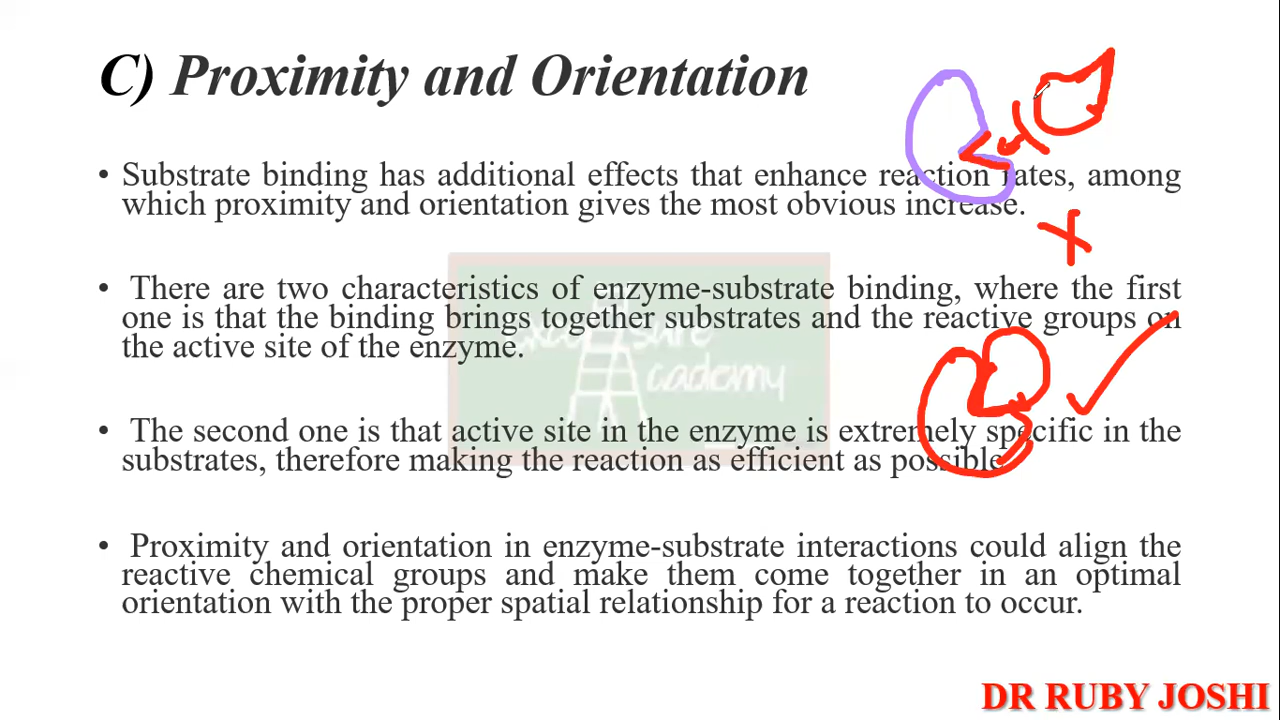 C) Proximity and Orientation
• Substrate binding has additional effects that enhance reaction rates, among
which proximity and orientation gives the most obvious increase.
• There are two characteristics of enzyme-substrate binding, where the first
one is that the binding brings together substrates and the reactive groups on
the active site of the enzyme.
• The second one is that active site in the enzyme is extremely specific in the
substrates, therefore making the reaction as efficient as possible
• Proximity and orientation in enzyme-substrate interactions could align the
reactive chemical groups and make them come together in an optimal
orientation with the proper spatial relationship for a reaction to occur.
DR RUBY JOSHI